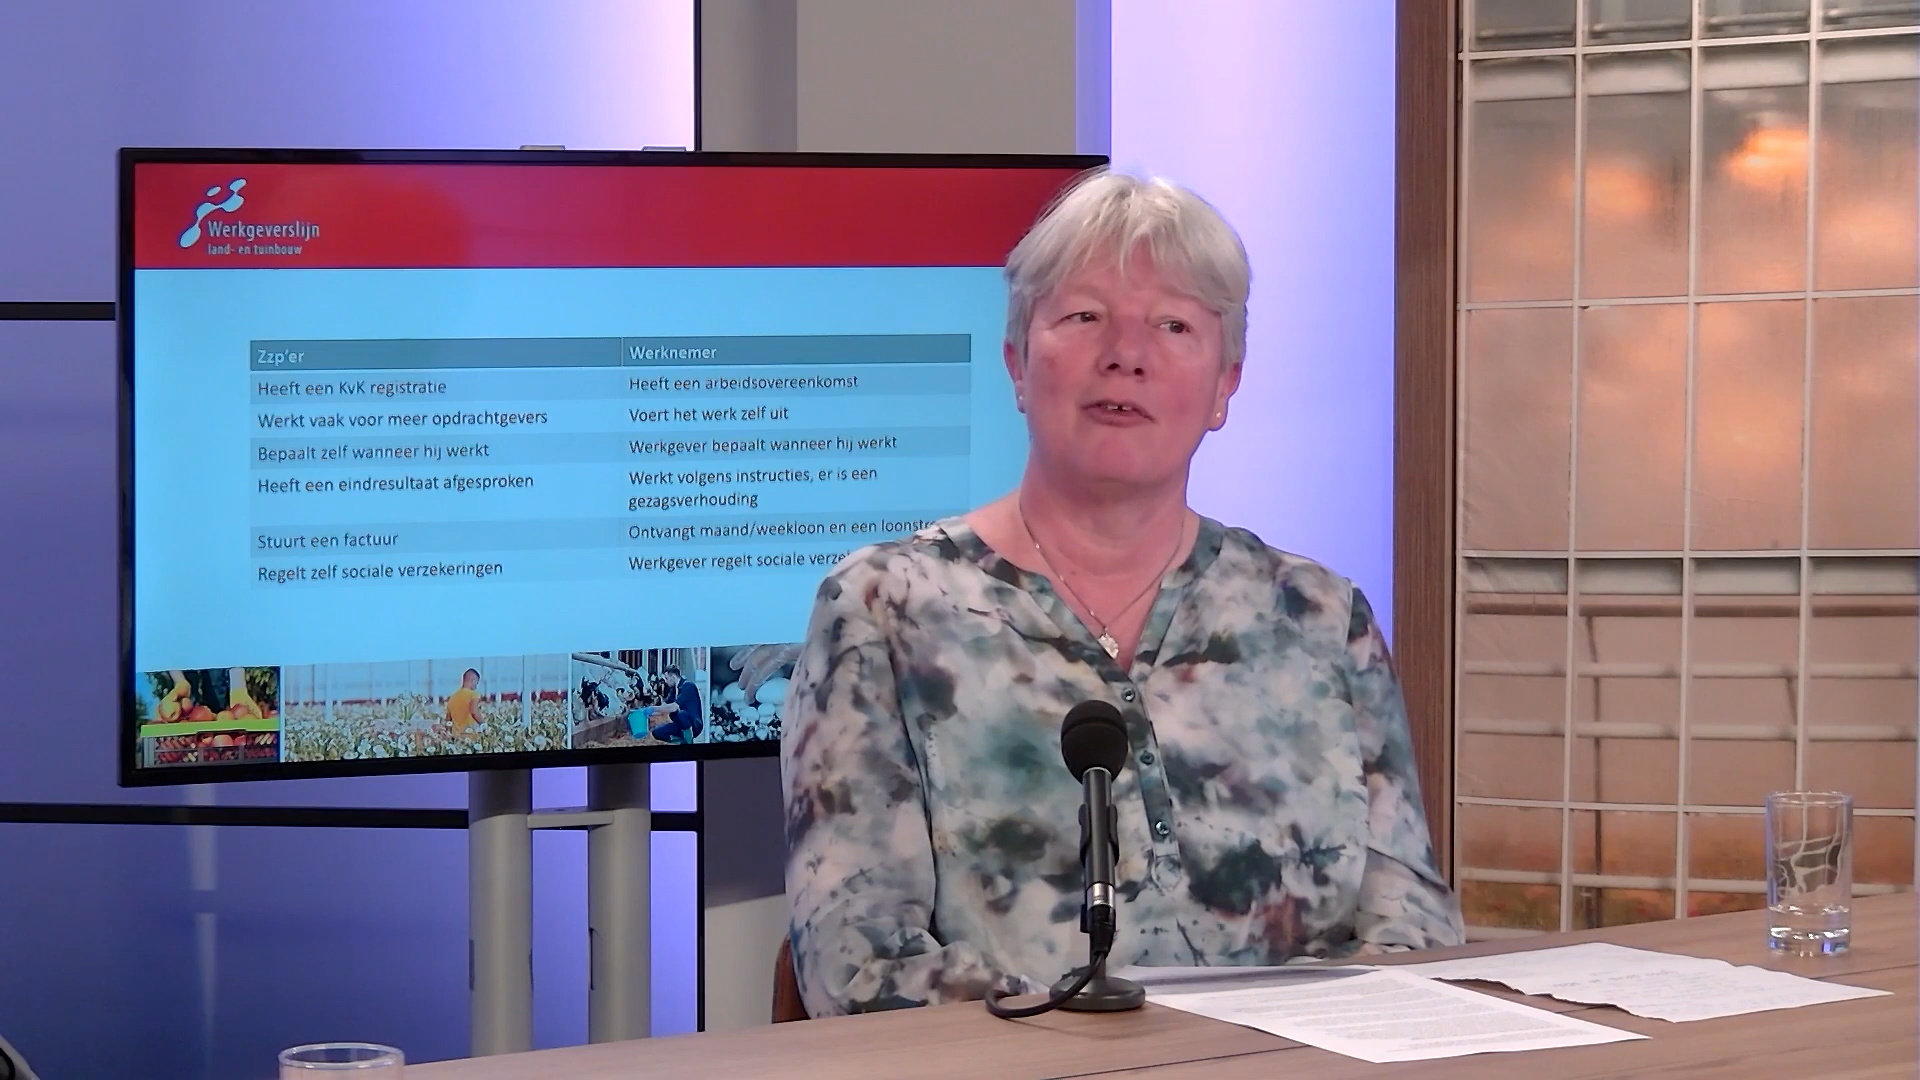 Werkgeverslijn
land- en tuinbouw
Zzp'er Werknemer
Heeft een KvK registratie Heeft een arbeidsovereenkomst
Werkt vaak voor meer opdrachtgevers Voert het werk zelf uit
Bepaalt zelf wanneer hij werkt Werkgever bepaalt wanneer hij werkt
Heeft een eindresultaat afgesproken Werkt volgens instructies, er is een
gezagsverhouding
Stuurt een factuur Ontvangt maand/weekloon en een
Regelt zelf sociale verzekeringen Werkgever regelt sociale